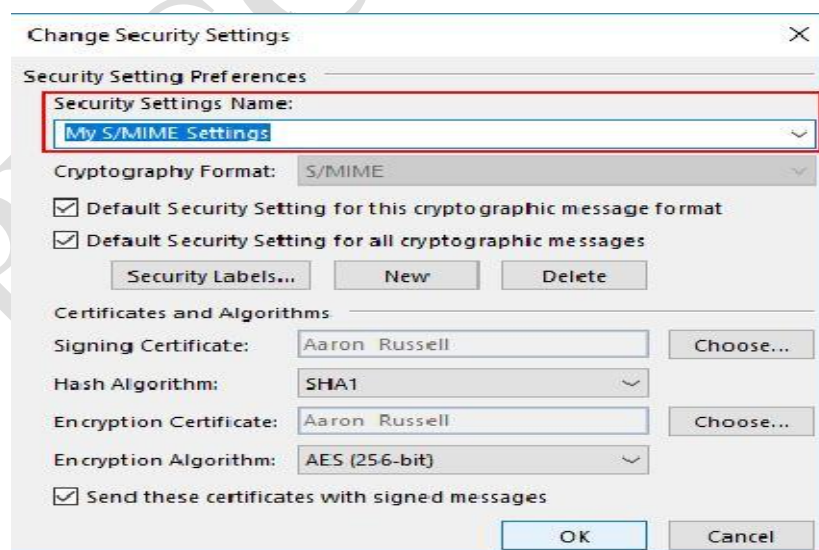 Change Security Settings
Security Setting Preferences
Security Settings Name:
My S/MIME Settings
Cryptography Format: S/MIME
Default Security Setting for this cryptographic message format
Default Security Setting for all cryptographic messages
Security Labels... New Delete
Certificates and Algorithms
Signing Certificate: Aaron Russell Choose...
Hash Algorithm: SHA1
Encryption Certificate: Aaron Russell Choose...
Encryption Algorithm: AES (256-bit)
Send these certificates with signed messages
OK Cancel